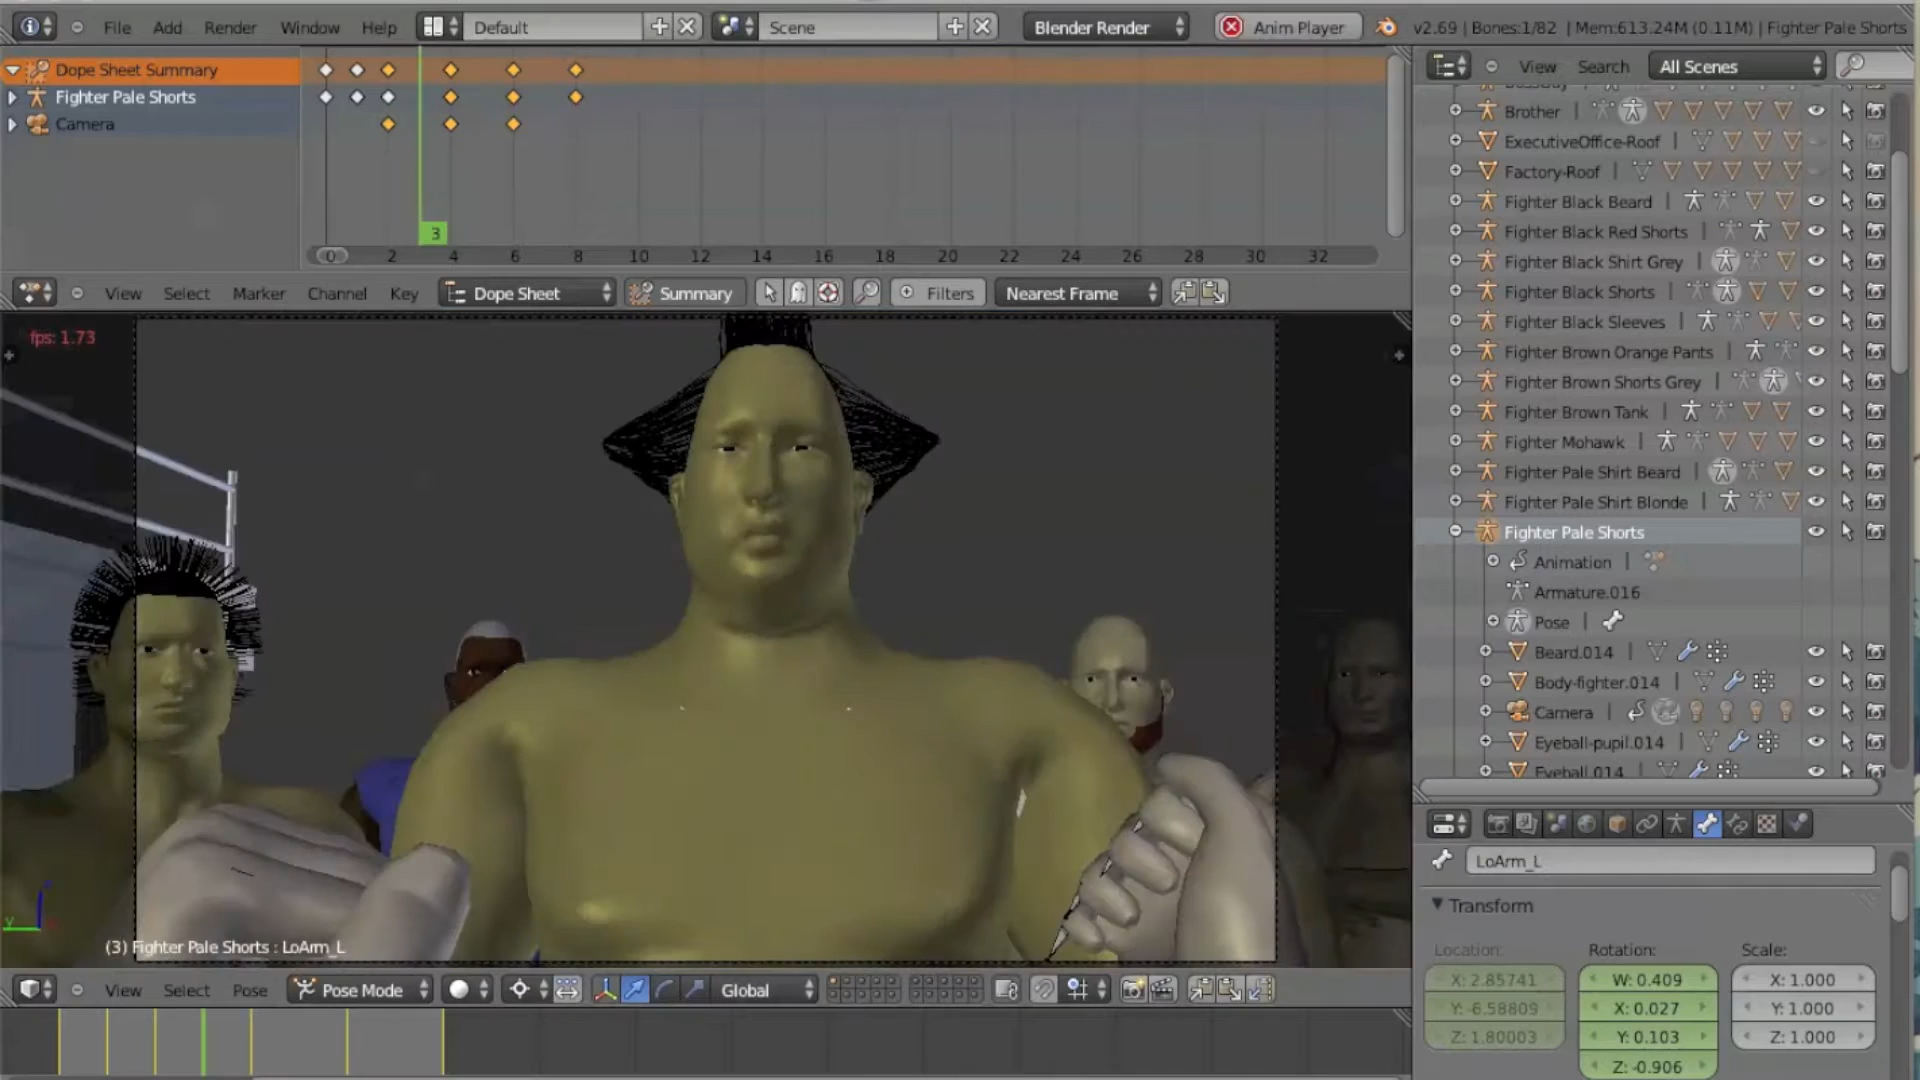 File Add Render Window Help Default Scene Blender Render Anim Player v2.69 | Bones:1/82 | Mem:613.24M (0.11M) | Fighter Pale Shorts
Dope Sheet Summary
Fighter Pale Shorts
Camera
3
0 2 4 6 8 10 12 14 16 18 20 22 24 26 28 30 32
View Select Marker Channel Key Dope Sheet Summary Filters Nearest Frame
fps: 1.73
(3) Fighter Pale Shorts : LoArm_L
View Select Pose Pose Mode Global
View Search All Scenes
Brother
ExecutiveOffice-Roof
Factory-Roof
Fighter Black Beard
Fighter Black Red Shorts
Fighter Black Shirt Grey
Fighter Black Shorts
Fighter Black Sleeves
Fighter Brown Orange Pants
Fighter Brown Shorts Grey
Fighter Brown Tank
Fighter Mohawk
Fighter Pale Shirt Beard
Fighter Pale Shirt Blonde
Fighter Pale Shorts
Animation
Armature.016
Pose
Beard.014
Body-fighter.014
Camera
Eyeball-pupil.014
Eyeball.014
LoArm_L
Transform
Location: Rotation: Scale:
X: 2.85741 W: 0.409 X: 1.000
Y: -6.58809 X: 0.027 Y: 1.000
Z: 1.80003 Y: 0.103 Z: 1.000
Z: -0.906